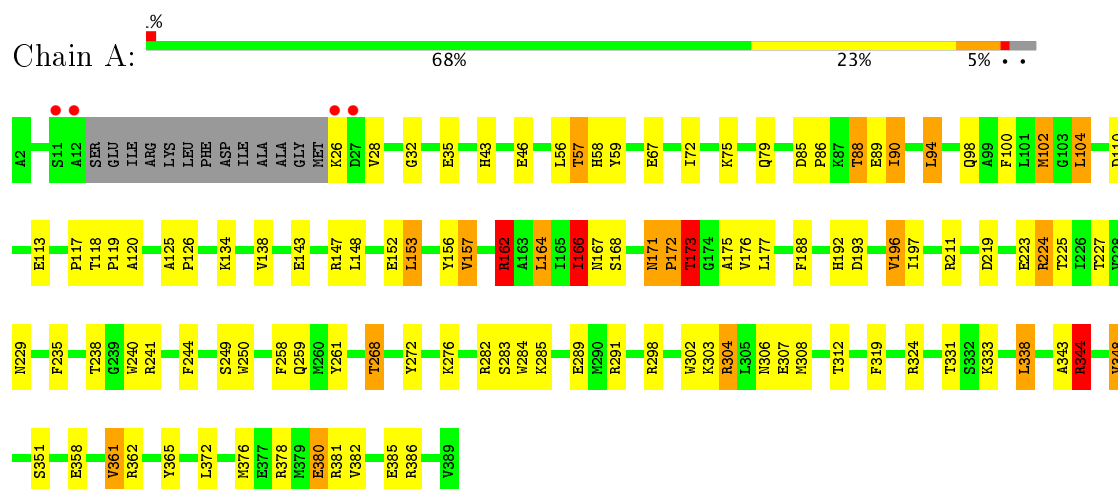 .%
Chain A:
68% 23% 5% • •
A2 S11 A12 SER GLU ILE ARG LYS LEU PHE ASP ILE ALA ALA GLY MET K26 D27 V28 G32 E35 H43 E46 L56 T57 H58 Y59 E67 I72 K75 Q79 D85 P86 K87 T88 E89 I90 L94 Q98 A99 F100 L101 M102 G103 L104 D110
E113 P117 T118 P119 A120 A125 P126 K134 V138 E143 R147 L148 E152 L153 Y156 V157 R162 A163 L164 I165 I166 N167 S168 N171 P172 T173 G174 A175 V176 L177 F188 H192 D193 V196 I197 R211 D219 E223 R224 T225 I226 T227 V228
N229 F235 T238 G239 W240 R241 F244 S249 W250 F258 Q259 M260 Y261 T268 Y272 K276 R282 S283 W284 K285 E289 M290 R291 R298 W302 K303 R304 L305 N306 E307 M308 T312 F319 R324 T331 S332 K333 L338 A343 R344 V348
S351 E358 V361 R362 Y365 L372 M376 E377 R378 M379 E380 R381 V382 E385 R386 V389